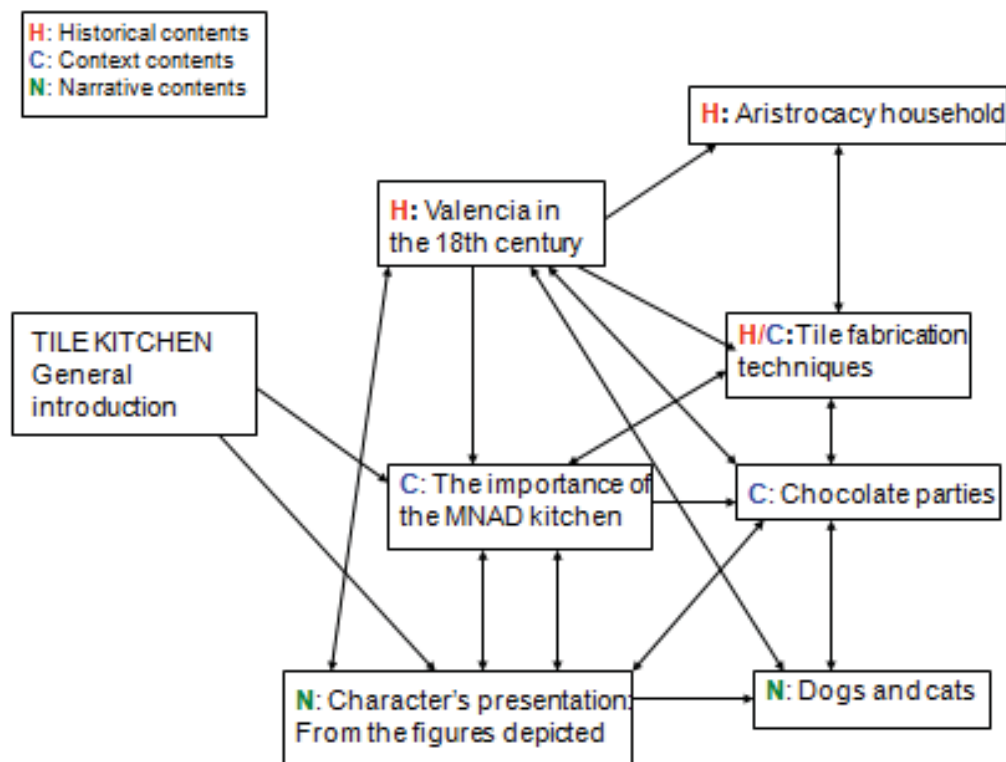 H: Historical contents
C: Context contents
N: Narrative contents
H: Aristrocacy household
H: Valencia in
the 18th century
TILE KITCHEN
General
introduction
H/C:Tile fabrication
techniques
C: The importance of
the MNAD kitchen
C: Chocolate parties
N: Character's presentation:
From the figures depicted
N: Dogs and cats